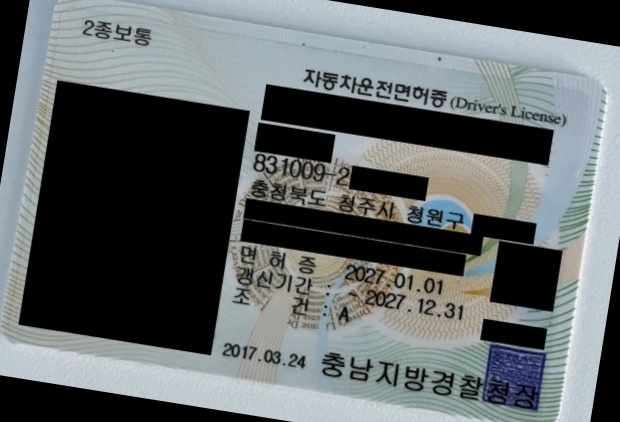 2종보통
자동차운전면허증 (Driver's License)
831009-2
충청북도 청주시 청원구
면 허 증
갱신기간 : 2027.01.01
~ 2027.12.31
조 건 : A
2017.03.24 충남지방경찰청장